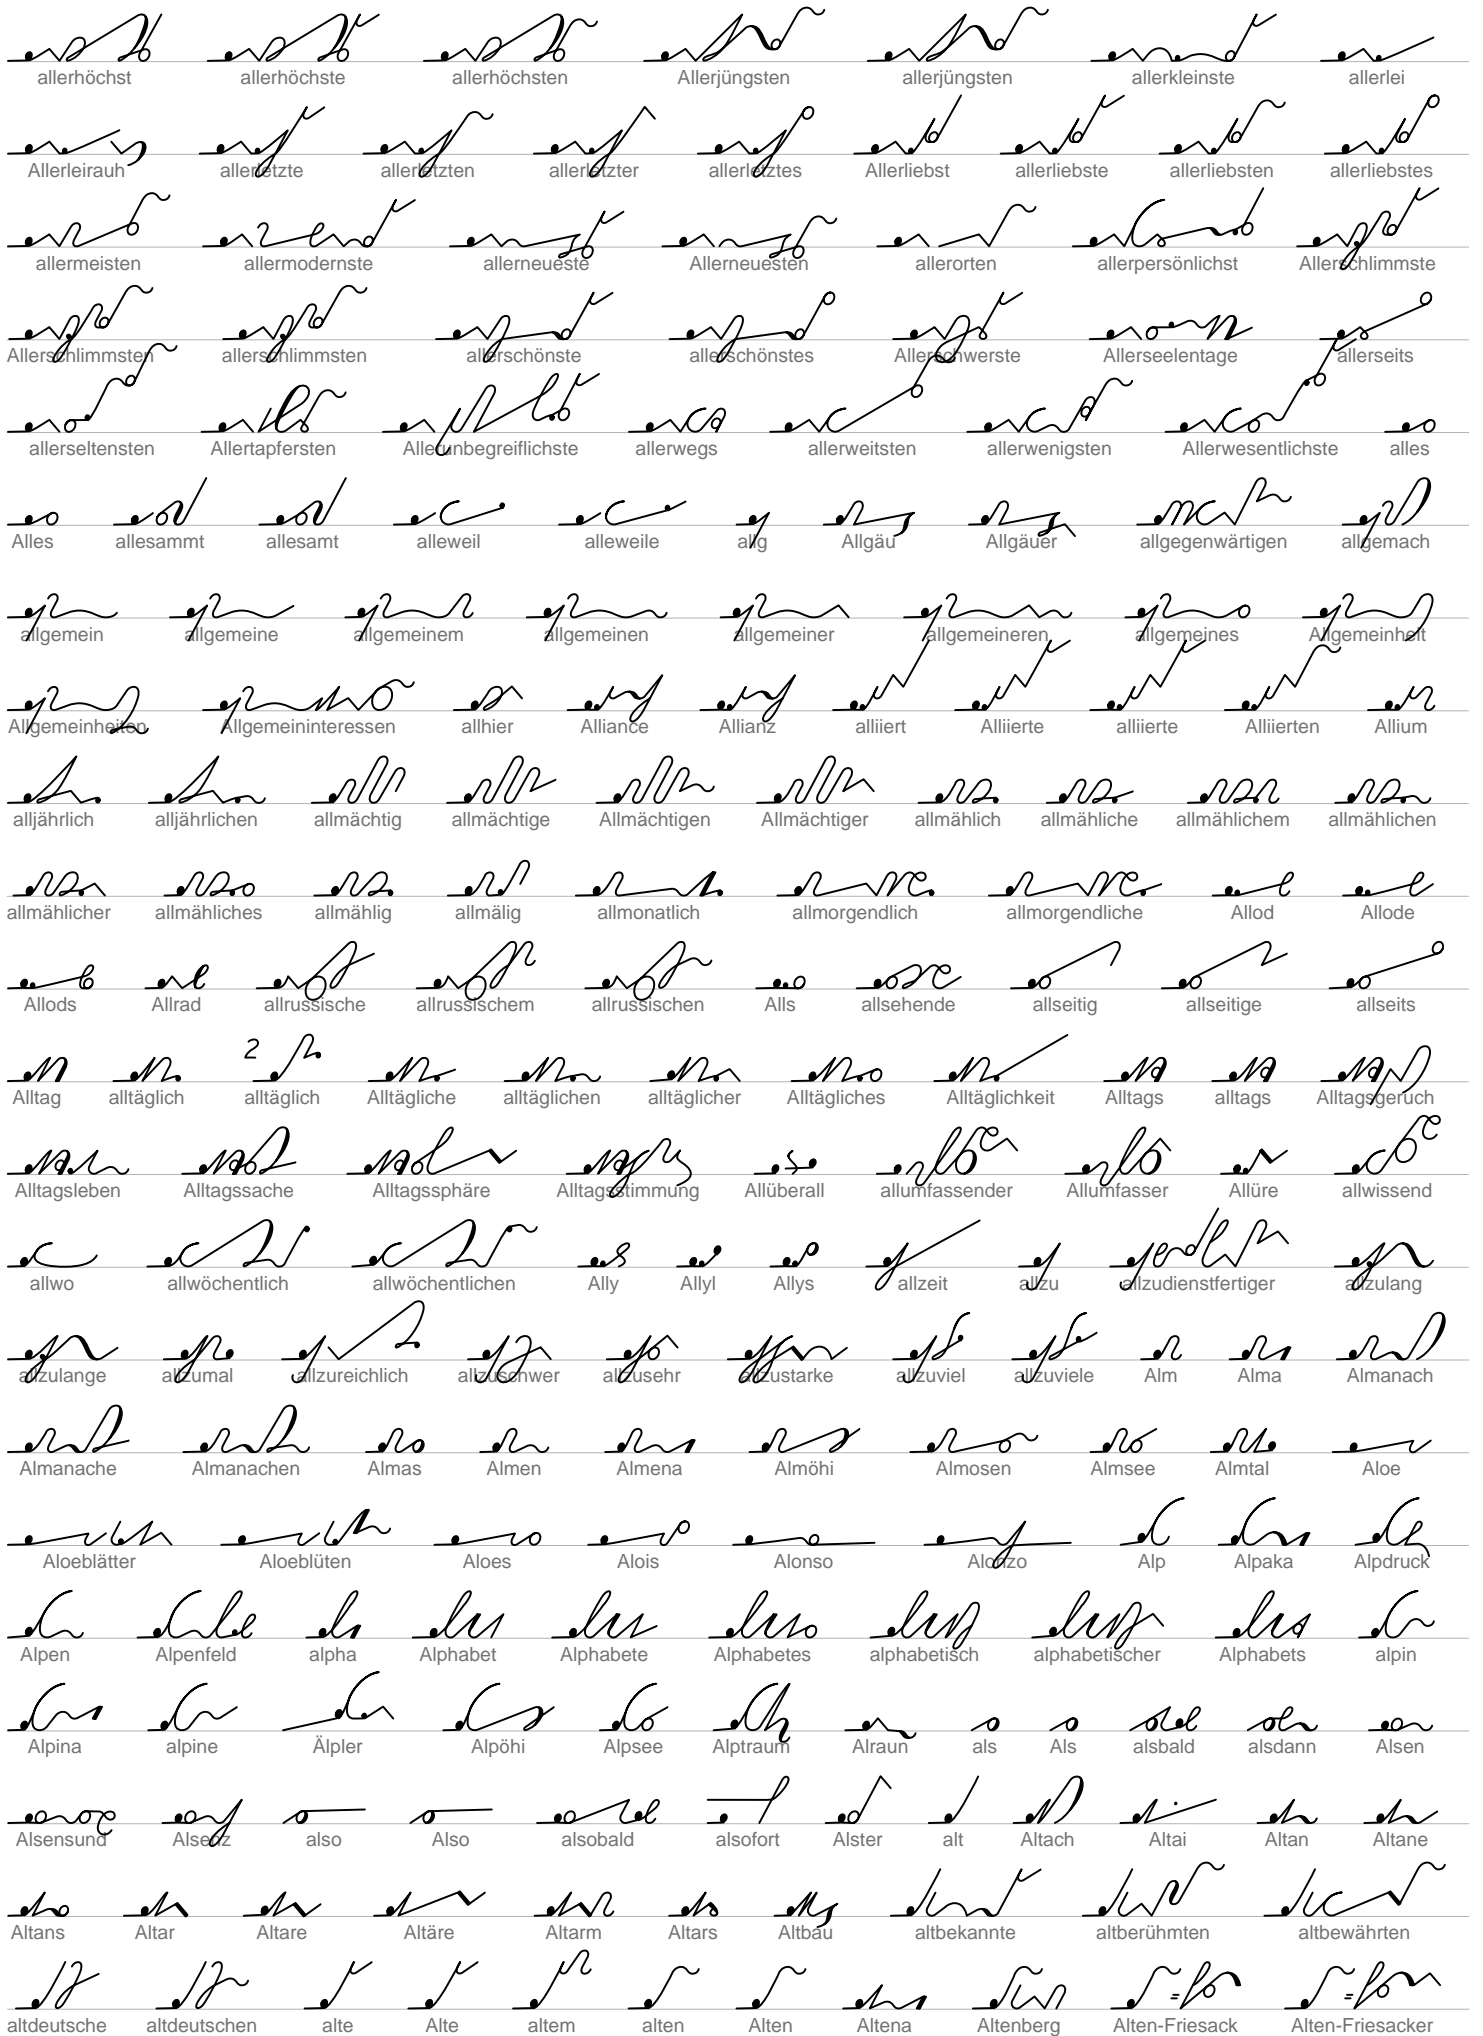 allerhöchst allerhöchste allerhöchsten Allerjüngsten allerjüngsten allerkleinste allerlei
Allerleirauh allerletzte allerletzten allerletzter allerletztes Allerliebst allerliebste allerliebsten allerliebstes
allermeisten allermodernste allerneueste Allerneuesten allerorten allerpersönlichst Allerschlimmste
Allerschlimmsten allerschlimmsten allerschönste allerschönstes Allerschwerste Allerseelentage allerseits
allerseltensten Allertapfersten Allerunbegreiflichste allerwegs allerweitsten allerwenigsten Allerwesentlichste alles
Alles allesammt allesamt alleweil alleweile allg Allgäu Allgäuer allgegenwärtigen allgemach
allgemein allgemeine allgemeinem allgemeinen allgemeiner allgemeineren allgemeines Allgemeinheit
Allgemeinheiten Allgemeininteressen allhier Alliance Allianz alliiert Alliierte alliierte Alliierten Allium
alljährlich alljährlichen allmächtig allmächtige Allmächtigen Allmächtiger allmählich allmähliche allmählichem allmählichen
allmählicher allmähliches allmählig allmälig allmonatlich allmorgendlich allmorgendliche Allod Allode
Allods Allrad allrussische allrussischem allrussischen Alls allsehende allseitig allseitige allseits
2
Alltag alltäglich alltäglich Alltägliche alltäglichen alltäglicher Alltägliches Alltäglichkeit Alltags alltags Alltagsgeruch
Alltagsleben Alltagssache Alltagssphäre Alltagsstimmung Allüberall allumfassender Allumfasser Allüre allwissend
allwo allwöchentlich allwöchentlichen Ally Allyl Allys allzeit allzu allzudienstfertiger allzulang
allzulange allzumal allzureichlich allzuschwer allzusehr allzustarke allzuviel allzuviele Alm Alma Almanach
Almanache Almanachen Almas Almen Almena Almöhi Almosen Almsee Almtal Aloe
Aloeblätter Aloeblüten Aloes Alois Alonso Alonzo Alp Alpaka Alpdruck
Alpen Alpenfeld alpha Alphabet Alphabete Alphabetes alphabetisch alphabetischer Alphabets alpin
Alpina alpine Älpler Alpöhi Alpsee Alptraum Alraun als Als alsbald alsdann Alsen
Alsensund Alsenz also Also alsobald alsofort Alster alt Altach Altai Altan Altane
Altans Altar Altare Altäre Altarm Altars Altbau altbekannte altberühmten altbewährten
altdeutsche altdeutschen alte Alte altem alten Alten Altena Altenberg Alten-Friesack Alten-Friesacker